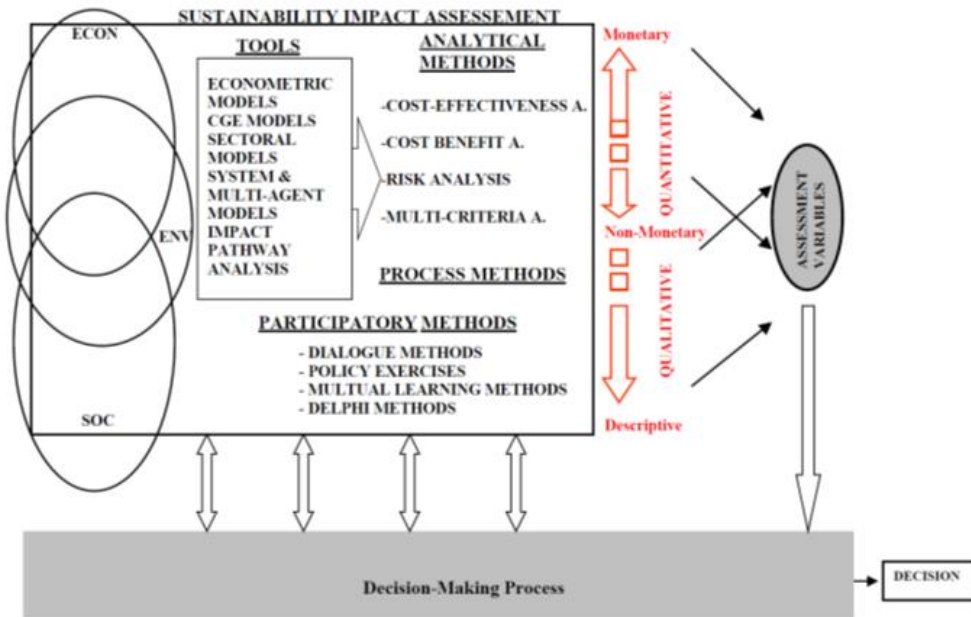 SUSTAINABILITY IMPACT ASSESSEMENT
ECON
ENV
SOC
TOOLS
ECONOMETRIC
MODELS
CGE MODELS
SECTORAL
MODELS
SYSTEM &
MULTI-AGENT
MODELS
IMPACT
PATHWAY
ANALYSIS
ANALYTICAL
METHODS
-COST-EFFECTIVENESS A.
-COST BENEFIT A.
-RISK ANALYSIS
-MULTI-CRITERIA A.
PROCESS METHODS
PARTICIPATORY METHODS
- DIALOGUE METHODS
- POLICY EXERCISES
- MULTUAL LEARNING METHODS
- DELPHI METHODS
Monetary
QUANTITATIVE
Non-Monetary
QUALITATIVE
Descriptive
ASSESSMENT
VARIABLES
Decision-Making Process
DECISION